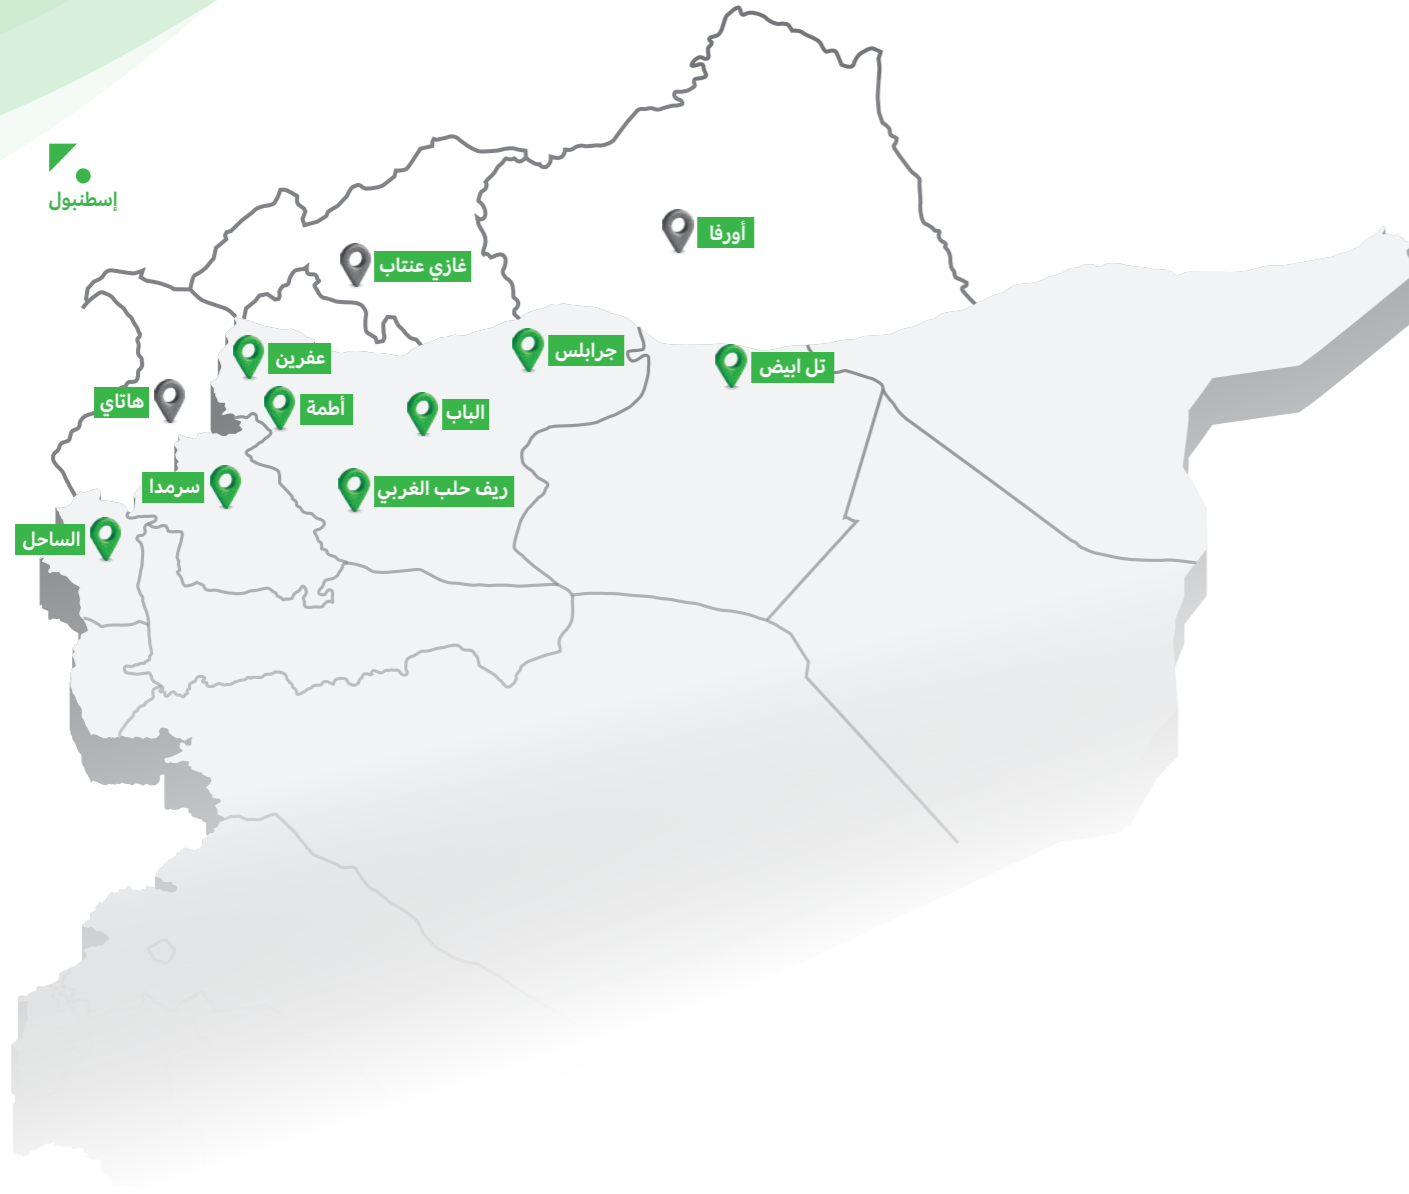 إسطنبول
أورفا
غازي عنتاب
جرابلس
عفرين
تل ابيض
هاتاي
أطمة
الباب
سرمدا
ريف حلب الغربي
الساحل